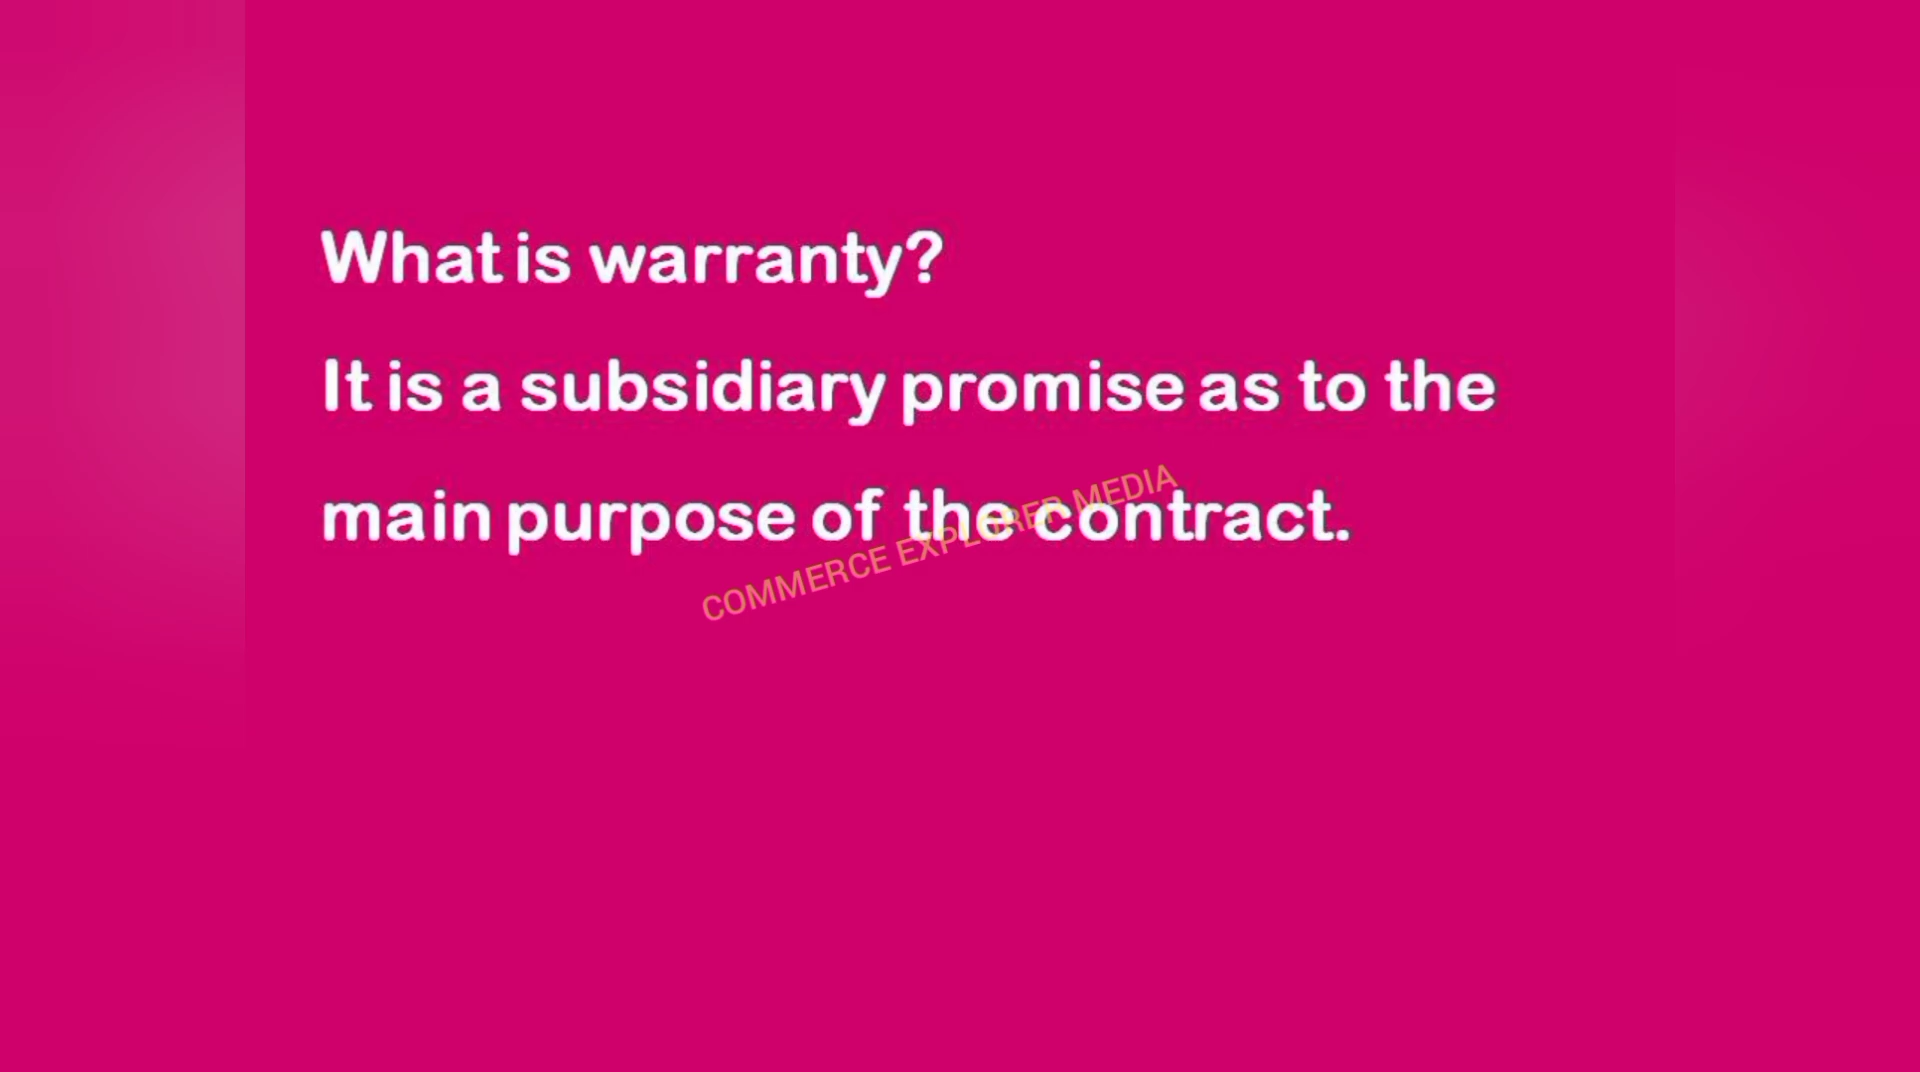 What is warranty?
It is a subsidiary promise as to the
main purpose of the contract.
COMMERCE EXPLORER MEDIA